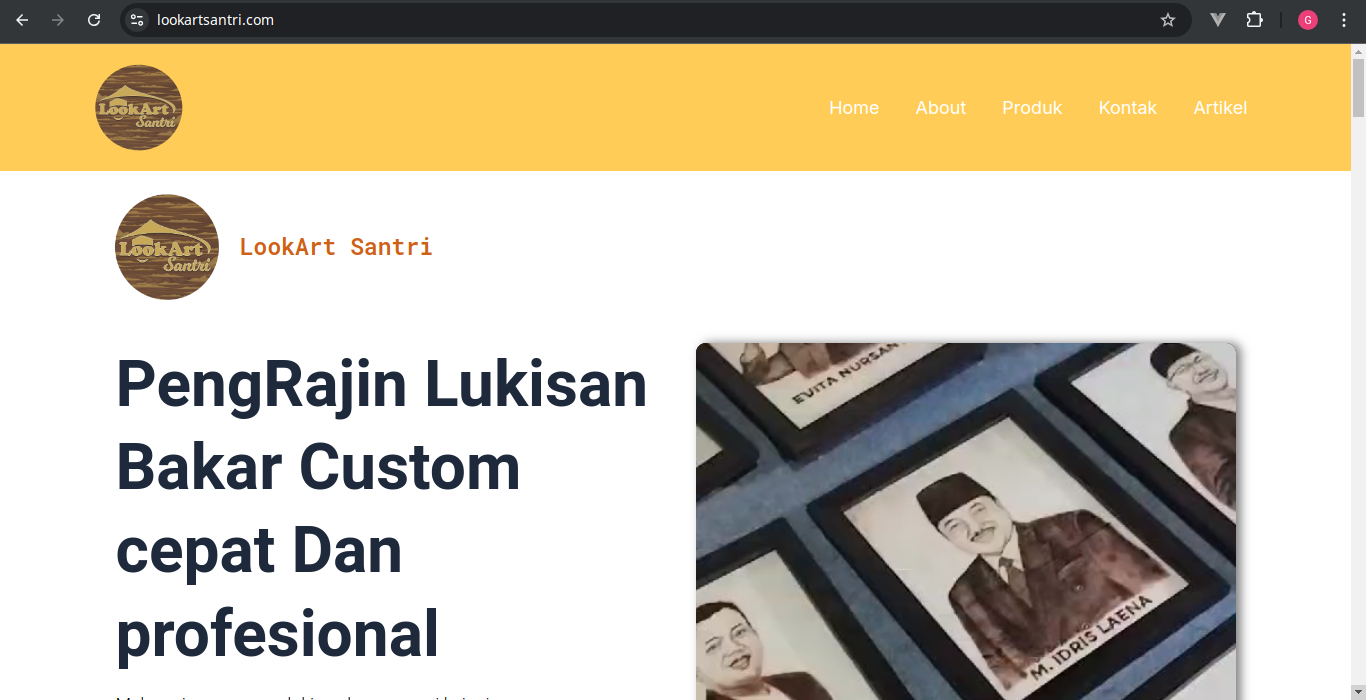 lookartsantri.com
G
LookArt
Santri
Home About Produk Kontak Artikel
LookArt
Santri
LookArt Santri
PengRajin Lukisan
Bakar Custom
cepat Dan
profesional
EVITA NURSAN
M. IDRIS LAENA